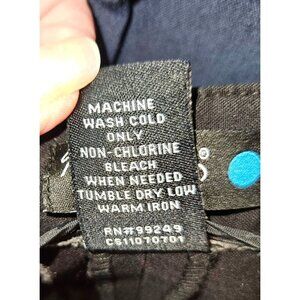 MACHINE
WASH COLD
ONLY
NON-CHLORINE
BLEACH
WHEN NEEDED
TUMBLE DRY LOW
WARM IRON
RN#99249
CS11070701
®